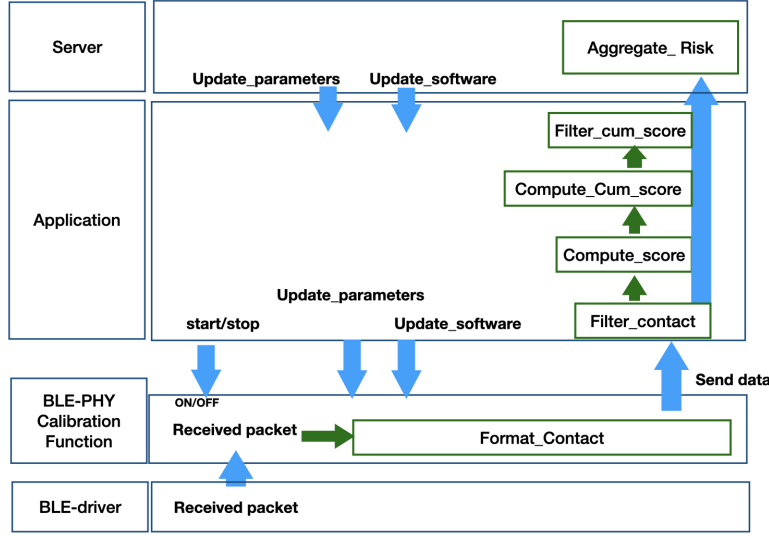 Server
Aggregate_ Risk
Update_parameters
Update_software
Filter_cum_score
Compute_Cum_score
Application
Compute_score
Update_parameters
start/stop
Update_software
Filter_contact
Send data
BLE-PHY
Calibration
Function
ON/OFF
Received packet
Format_Contact
BLE-driver
Received packet